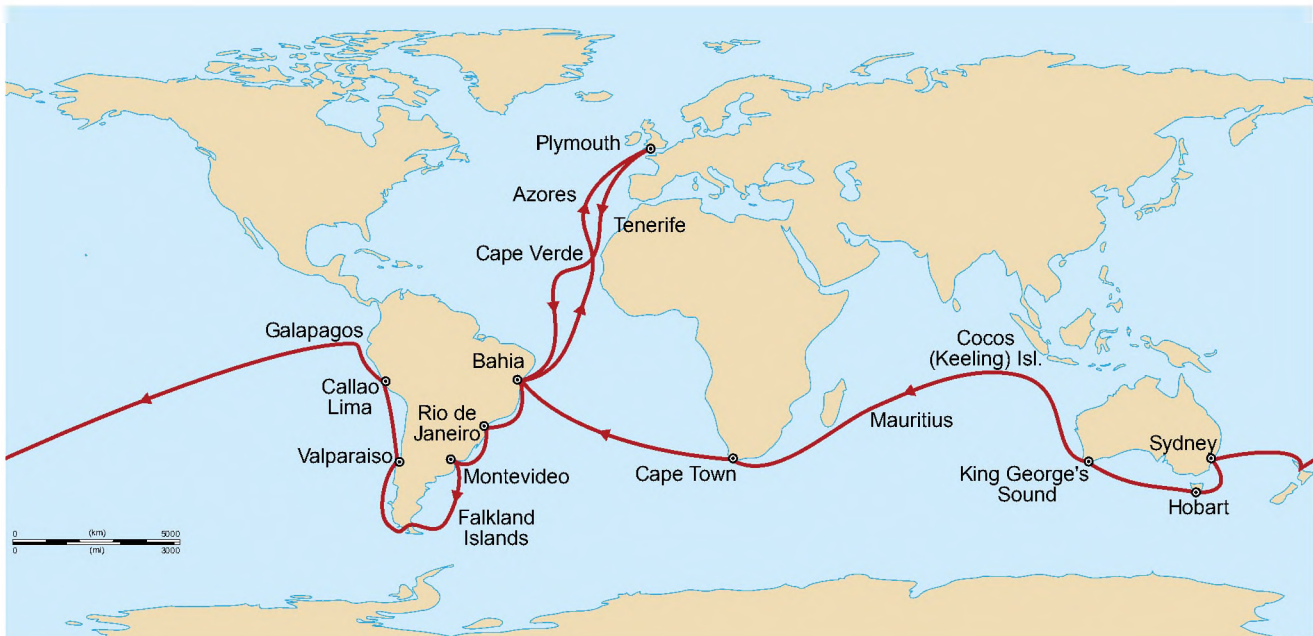 Plymouth
Azores
Tenerife
Cape Verde
Galapagos
Cocos
(Keeling) Isl.
Bahia
Callao
Lima
Rio de
Janeiro
Mauritius
Sydney
Valparaiso
Montevideo
Cape Town
King George's
Sound
Hobart
Falkland
Islands
0 (km) 5000
0 (mi) 3000